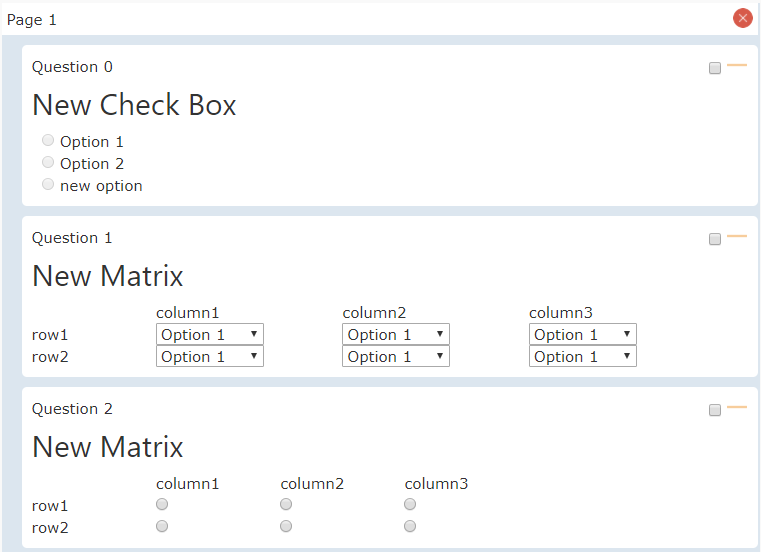 Page 1
Question 0
New Check Box
Option 1
Option 2
new option
Question 1
New Matrix
column1 column2 column3
row1 Option 1 Option 1 Option 1
row2 Option 1 Option 1 Option 1
Question 2
New Matrix
column1 column2 column3
row1
row2